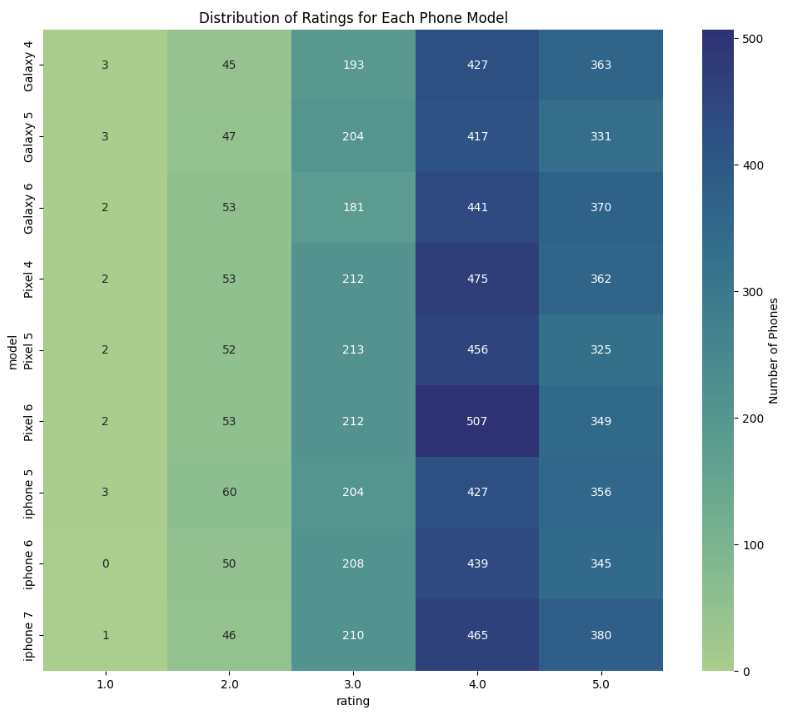 Distribution of Ratings for Each Phone Model
Galaxy 4 3 45 193 427 363
Galaxy 5 3 47 204 417 331
Galaxy 6 2 53 181 441 370
Pixel 4 2 53 212 475 362
Pixel 5 2 52 213 456 325
Pixel 6 2 53 212 507 349
iphone 5 3 60 204 427 356
iphone 6 0 50 208 439 345
iphone 7 1 46 210 465 380
model
1.0 2.0 3.0 4.0 5.0
rating
500
400
300
200
100
0
Number of Phones